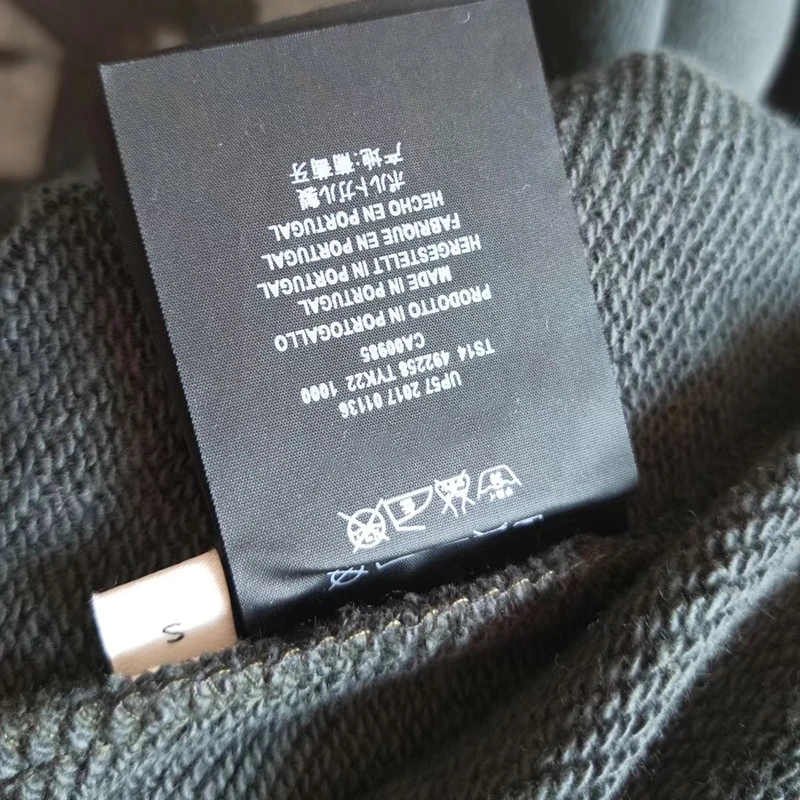 UP57 2017 01136
TS14 492258 TYK22 1000
CA00985
PRODOTTO IN PORTOGALLO
MADE IN PORTUGAL
HERGESTELLT IN PORTUGAL
FABRIQUE EN PORTUGAL
HECHO EN PORTUGAL
ポルトガル製
产地:葡萄牙
S